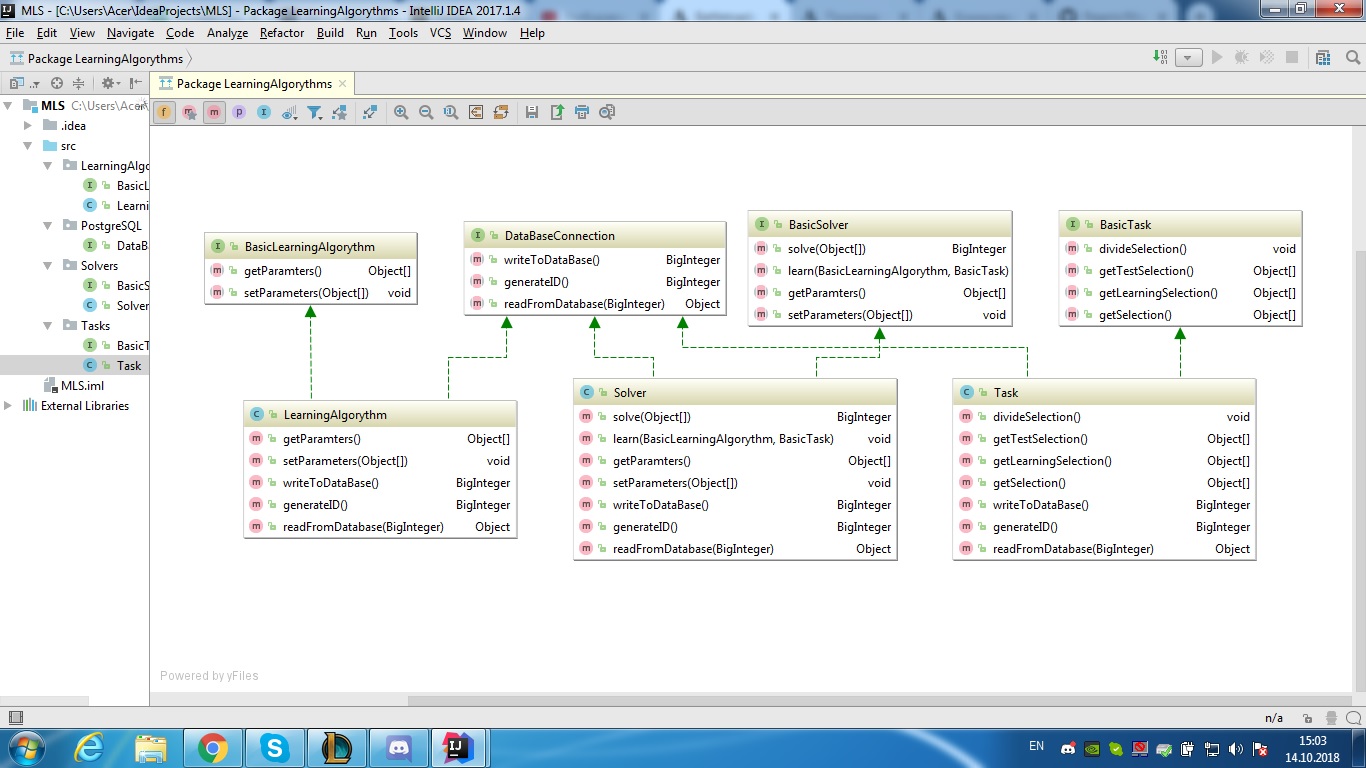 MLS - [C:\Users\Acer\IdeaProjects\MLS] - Package LearningAlgorythms - IntelliJ IDEA 2017.1.4
File Edit View Navigate Code Analyze Refactor Build Run Tools VCS Window Help
Package LearningAlgorythms
Package LearningAlgorythms
MLS C:\Users\Acer\
.idea
src
LearningAlgo
BasicL
Learni
PostgreSQL
DataB
Solvers
BasicS
Solver
Tasks
BasicT
Task
MLS.iml
External Libraries
BasicLearningAlgorythm
getParamters() Object[]
setParameters(Object[]) void
DataBaseConnection
writeToDataBase() BigInteger
generateID() BigInteger
readFromDatabase(BigInteger) Object
BasicSolver
solve(Object[]) BigInteger
learn(BasicLearningAlgorythm, BasicTask)
getParamters() Object[]
setParameters(Object[]) void
BasicTask
divideSelection() void
getTestSelection() Object[]
getLearningSelection() Object[]
getSelection() Object[]
LearningAlgorythm
getParamters() Object[]
setParameters(Object[]) void
writeToDataBase() BigInteger
generateID() BigInteger
readFromDatabase(BigInteger) Object
Solver
solve(Object[]) BigInteger
learn(BasicLearningAlgorythm, BasicTask) void
getParamters() Object[]
setParameters(Object[]) void
writeToDataBase() BigInteger
generateID() BigInteger
readFromDatabase(BigInteger) Object
Task
divideSelection() void
getTestSelection() Object[]
getLearningSelection() Object[]
getSelection() Object[]
writeToDataBase() BigInteger
generateID() BigInteger
readFromDatabase(BigInteger) Object
Powered by yFiles
n/a
EN
15:03
14.10.2018